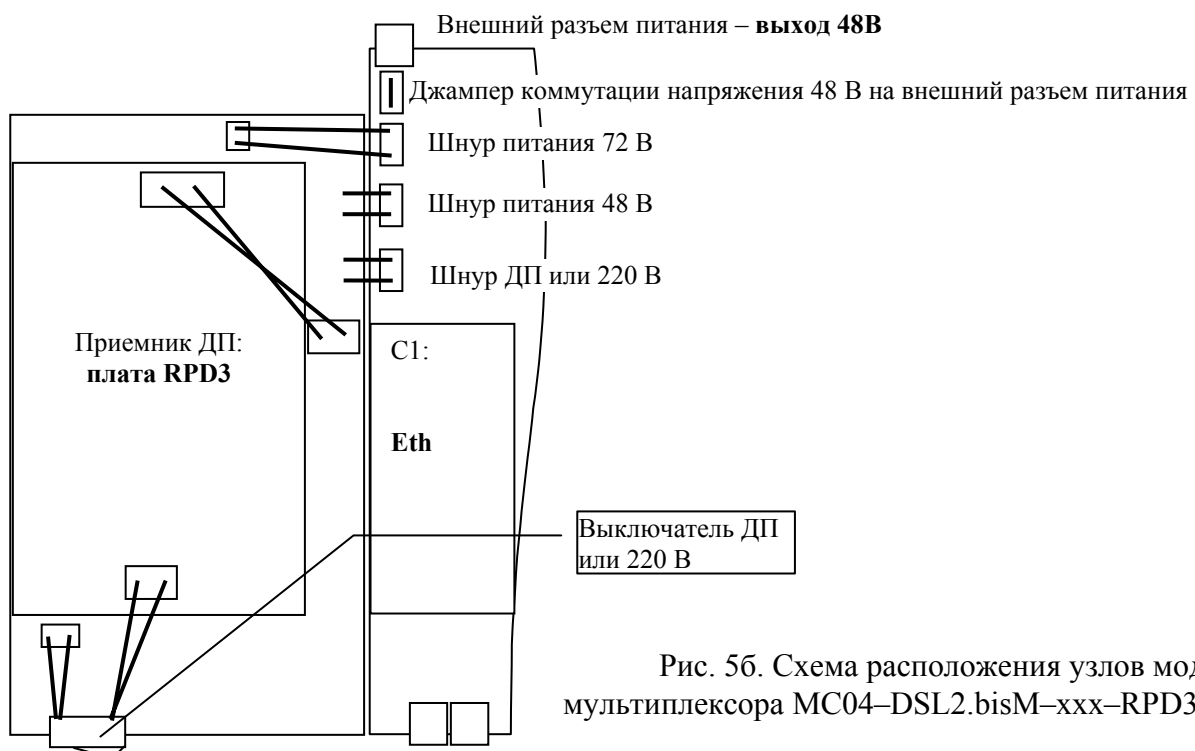 Внешний разъем питания – выход 48В
Джампер коммутации напряжения 48 В на внешний разъем питания
Шнур питания 72 В
Шнур питания 48 В
Шнур ДП или 220 В
Приемник ДП:
плата RPD3
C1:
Eth
Выключатель ДП
или 220 В
Рис. 5б. Схема расположения узлов
мультиплексора MC04–DSL2.bisM–xxx–RPD3